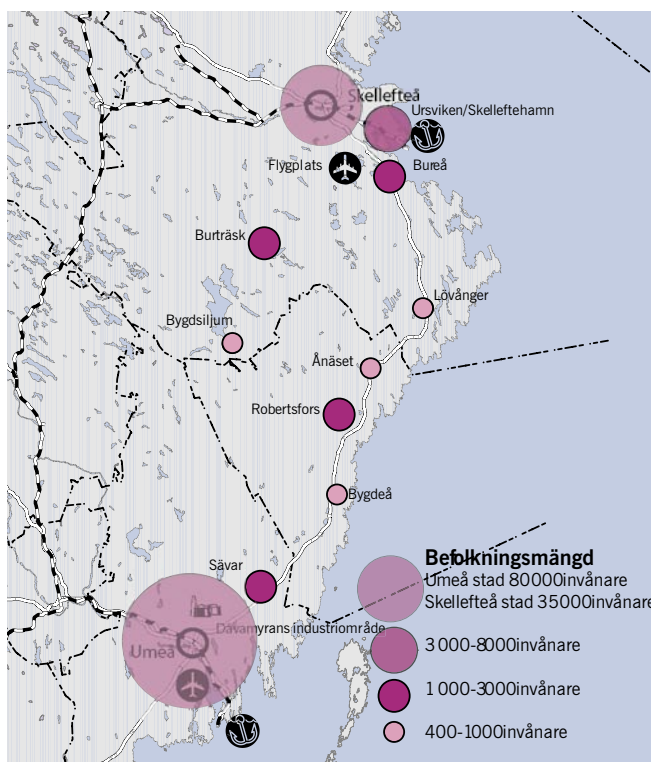 Skellefteå
Ursviken/Skelleftehamn
Flygplats
Bureå
Burträsk
Lövånger
Bygdsiljum
Ånäset
Robertsfors
Bygdeå
Sävar
Davamyrans industriområde
Umeå
Befolkningsmängd
Umeå stad 80000invånare
Skellefteå stad 35000invånare
3 000-8000invånare
1 000-3000invånare
400-1000invånare